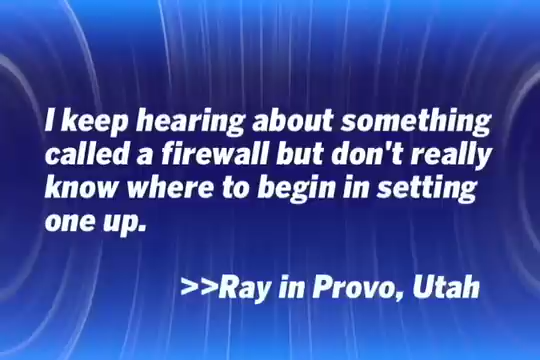 I keep hearing about something
called a firewall but don't really
know where to begin in setting
one up.
>>Ray in Provo, Utah